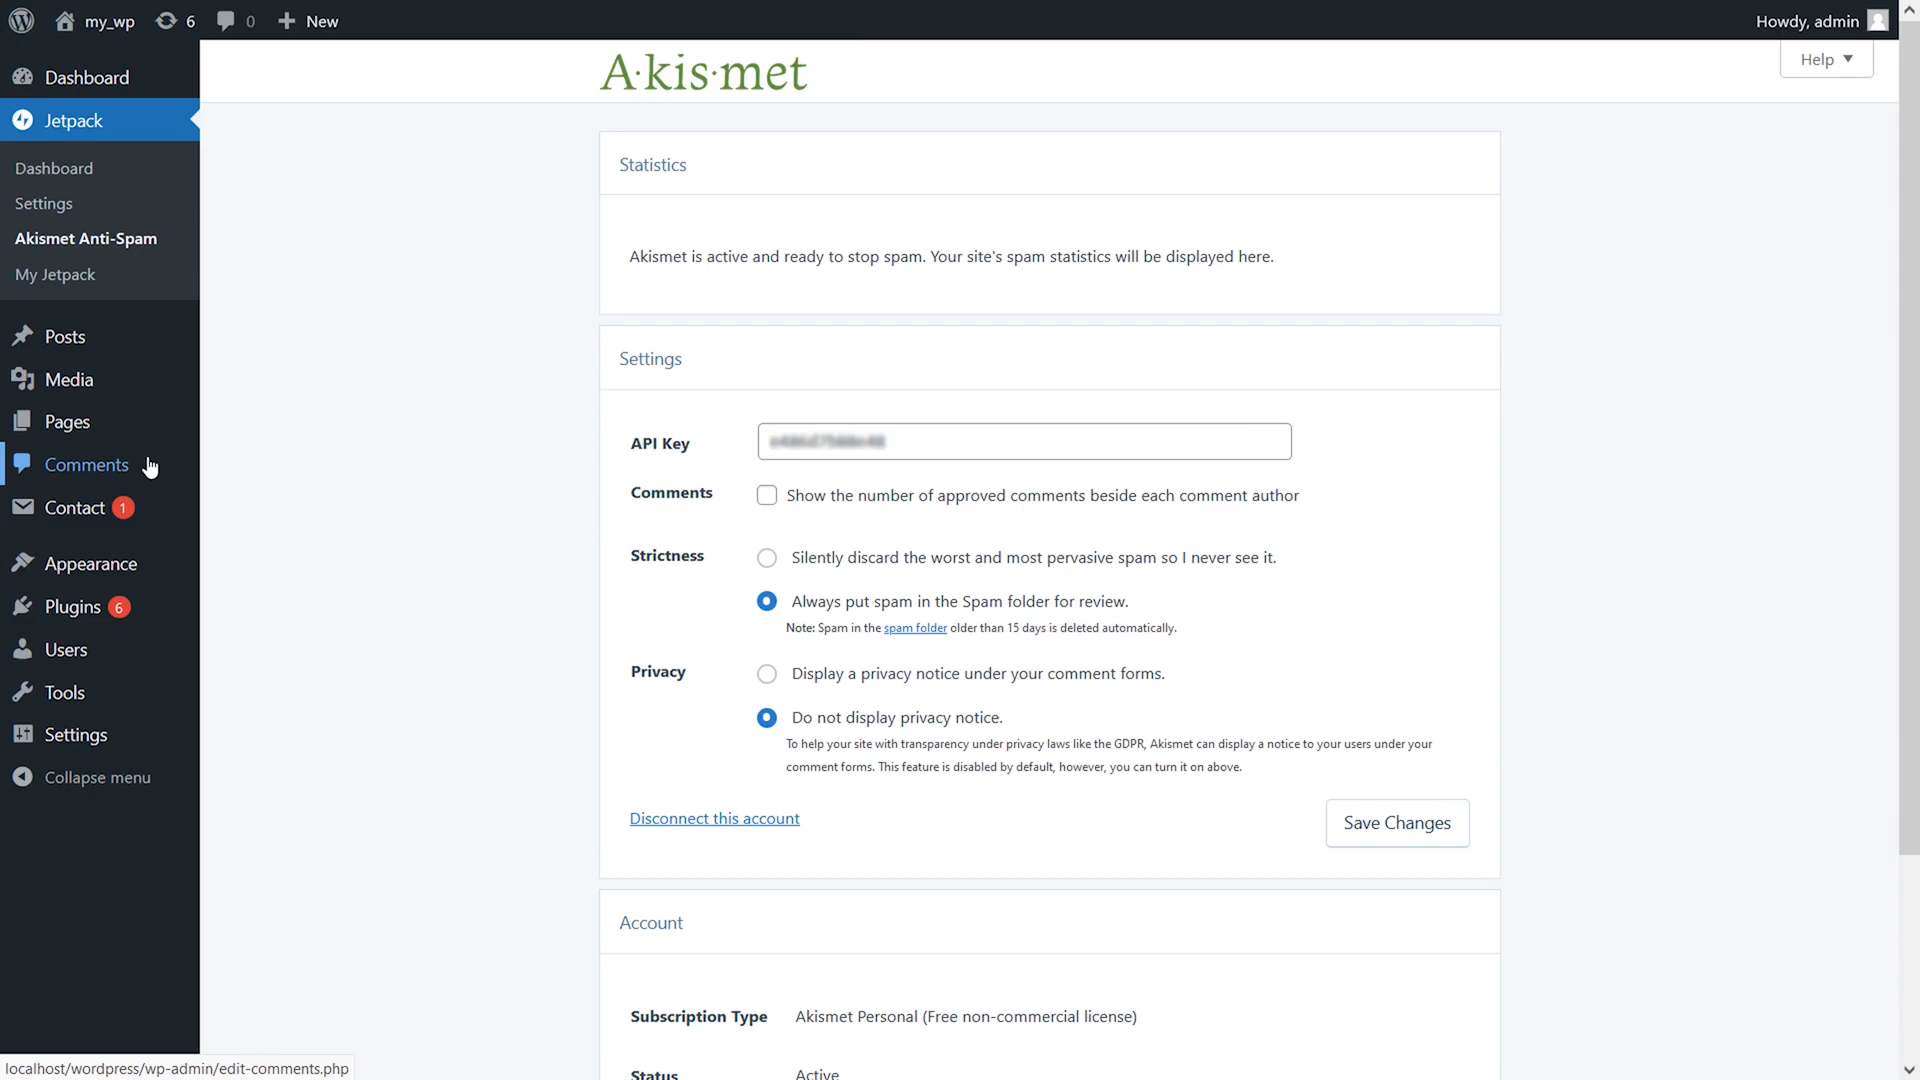 my_wp
6
0
New
Howdy, admin
Dashboard
Jetpack
Dashboard
Settings
Akismet Anti-Spam
My Jetpack
Posts
Media
Pages
Comments
Contact 1
Appearance
Plugins 6
Users
Tools
Settings
Collapse menu
A·kis·met
Help
Statistics
Akismet is active and ready to stop spam. Your site's spam statistics will be displayed here.
Settings
API Key
Comments
Show the number of approved comments beside each comment author
Strictness
Silently discard the worst and most pervasive spam so I never see it.
Always put spam in the Spam folder for review.
Note: Spam in the spam folder older than 15 days is deleted automatically.
Privacy
Display a privacy notice under your comment forms.
Do not display privacy notice.
To help your site with transparency under privacy laws like the GDPR, Akismet can display a notice to your users under your
comment forms. This feature is disabled by default, however, you can turn it on above.
Disconnect this account
Save Changes
Account
Subscription Type
Akismet Personal (Free non-commercial license)
Status
Active
localhost/wordpress/wp-admin/edit-comments.php